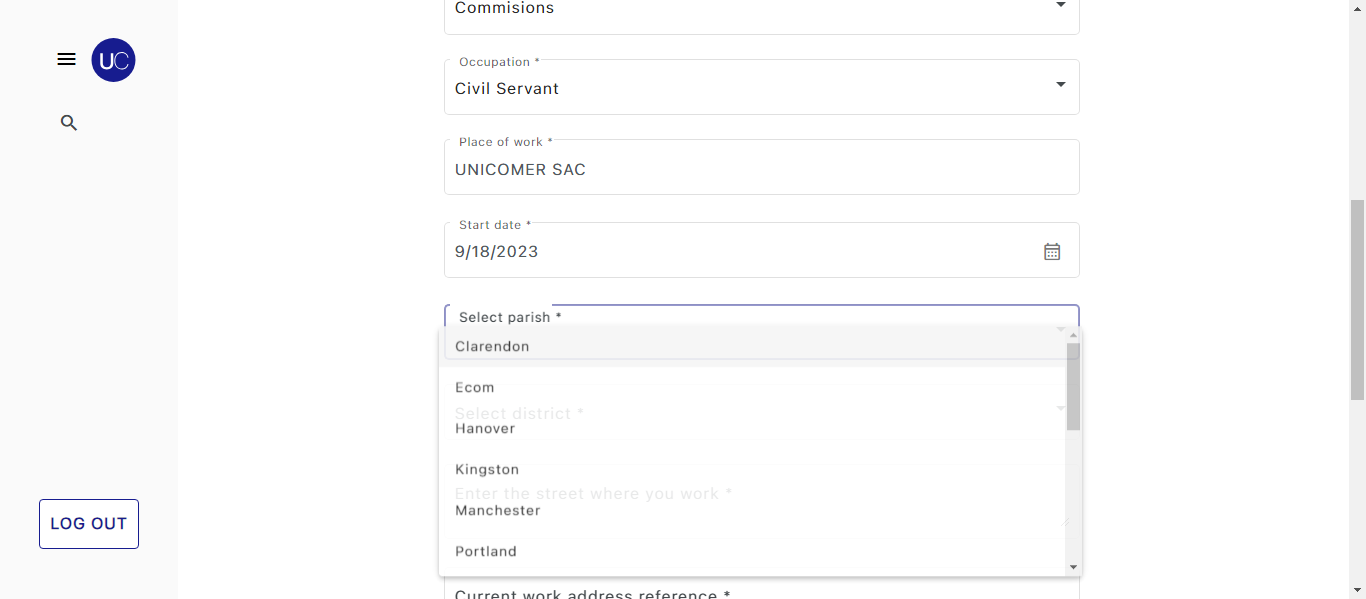 UC
LOG OUT
Commisions
Occupation *
Civil Servant
Place of work *
UNICOMER SAC
Start date *
9/18/2023
Select parish *
Clarendon
Ecom
Select district *
Hanover
Kingston
Enter the street where you work *
Manchester
Portland
Current work address reference *